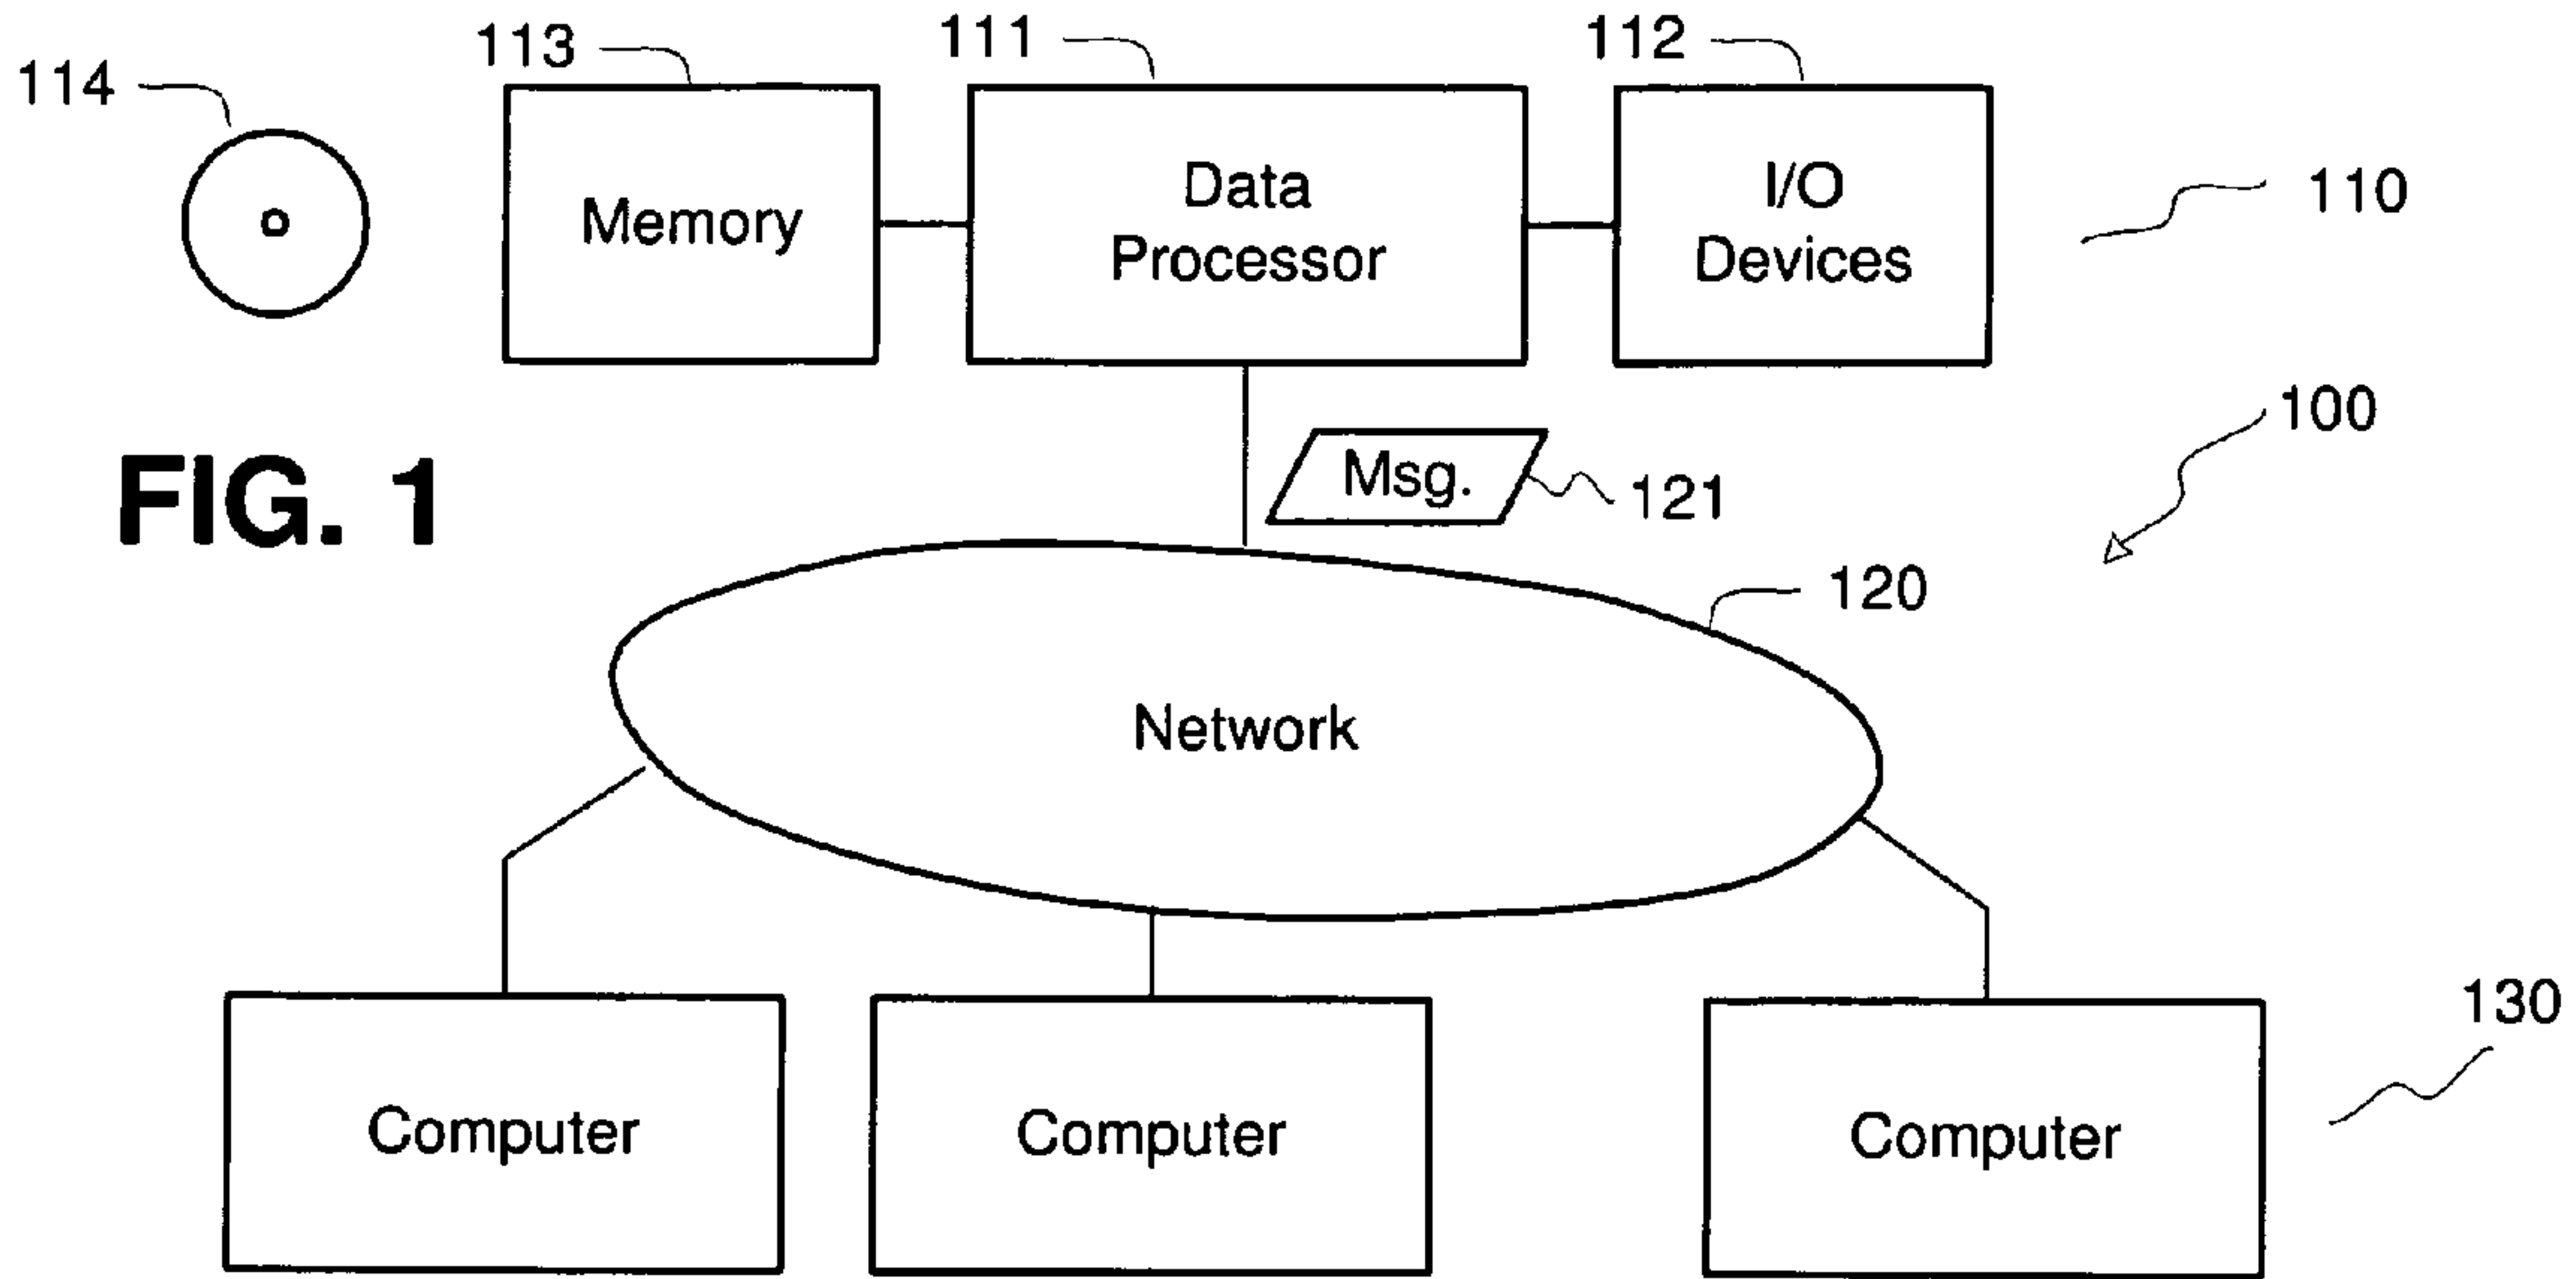 114
113
111
112
Memory
Data
Processor
I/O
Devices
110
100
FIG. 1
Msg.
121
120
Network
130
Computer
Computer
Computer